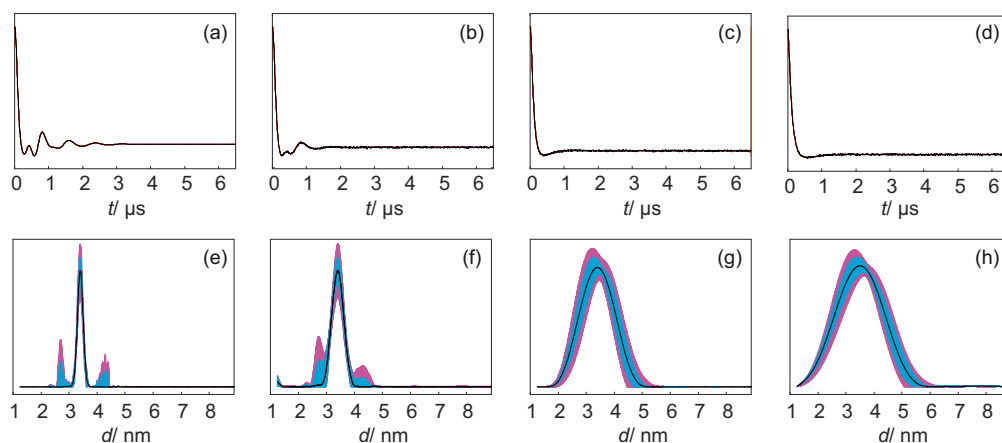 (a)
0 1 2 3 4 5 6
t/ µs
(b)
0 1 2 3 4 5 6
t/ µs
(c)
0 1 2 3 4 5 6
t/ µs
(d)
0 1 2 3 4 5 6
t/ µs
(e)
1 2 3 4 5 6 7 8
d/ nm
(f)
1 2 3 4 5 6 7 8
d/ nm
(g)
1 2 3 4 5 6 7 8
d/ nm
(h)
1 2 3 4 5 6 7 8
d/ nm